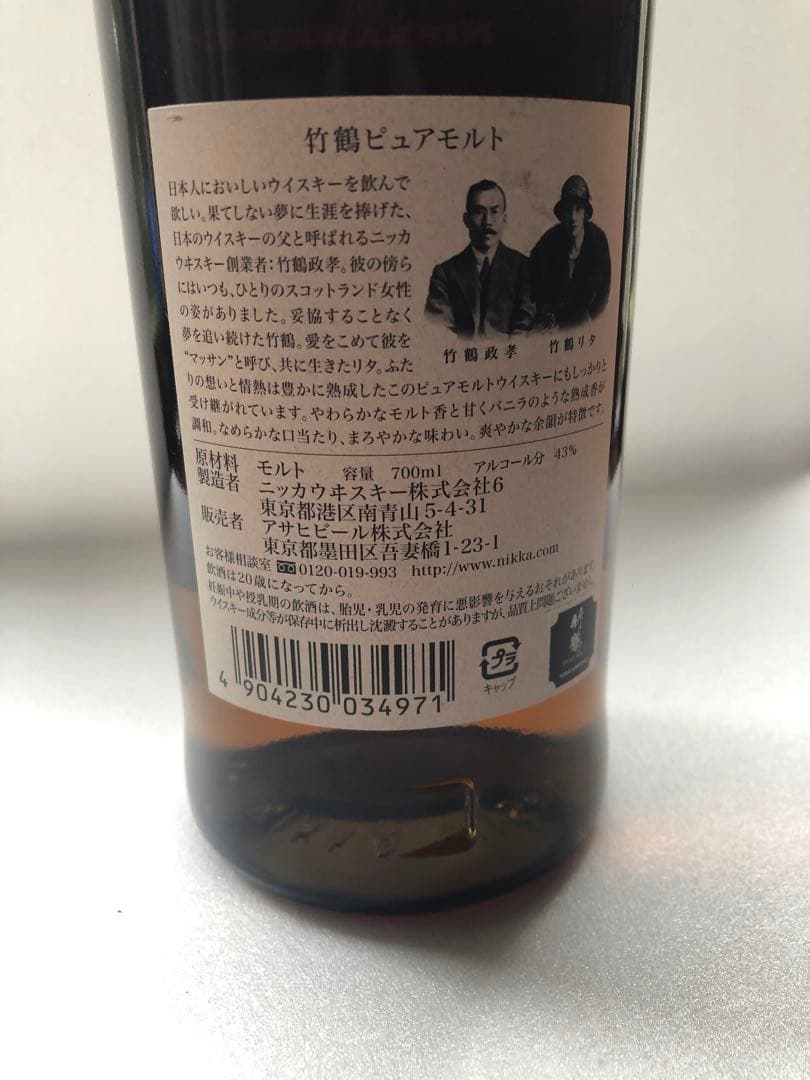 竹鶴ピュアモルト
日本人においしいウイスキーを飲んで
欲しい。果てしない夢に生涯を捧げた、
日本のウイスキーの父と呼ばれるニッカ
ウヰスキー創業者:竹鶴政孝。彼の傍ら
にはいつも、ひとりのスコットランド女性
の姿がありました。妥協することなく
夢を追い続けた竹鶴。愛をこめて彼を
“マッサン”と呼び、共に生きたリタ。ふた
りの想いと情熱は豊かに熟成したこのピュアモルトウイスキーにもしっかりと
受け継がれています。やわらかなモルト香と甘くバニラのような熟成香が
調和。なめらかな口当たり、まろやかな味わい。爽やかな余韻が特徴です。
竹鶴政孝 竹鶴リタ
原材料 モルト 容量 700ml アルコール分 43%
製造者 ニッカウヰスキー株式会社6
東京都港区南青山5-4-31
販売者 アサヒビール株式会社
東京都墨田区吾妻橋1-23-1
お客様相談室 0120-019-993 http://www.nikka.com
飲酒は20歳になってから。
妊娠中や授乳期の飲酒は、胎児・乳児の発育に悪影響を与えるおそれがあります。
ウイスキー成分等が保存中に析出し沈澱することがありますが、品質上問題ございません。
4 904230 034971
プラ
キャップ
竹鶴